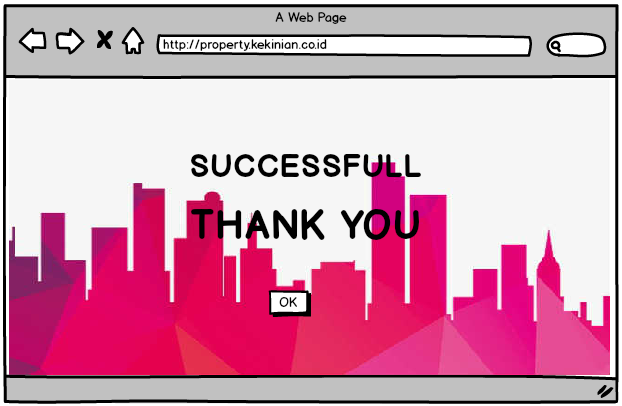 A Web Page
http://property.kekinian.co.id
SUCCESSFULL
THANK YOU
OK